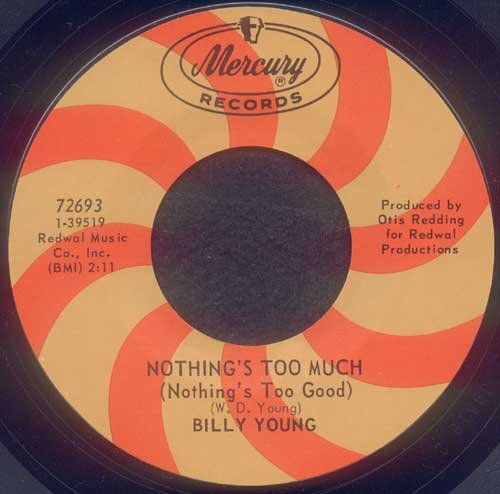 Mercury
®
RECORDS
72693
1-39519
Redwal Music
Co., Inc.
(BMI) 2:11
Produced by
Otis Redding
for Redwal
Productions
NOTHING'S TOO MUCH
(Nothing's Too Good)
(W. D. Young)
BILLY YOUNG